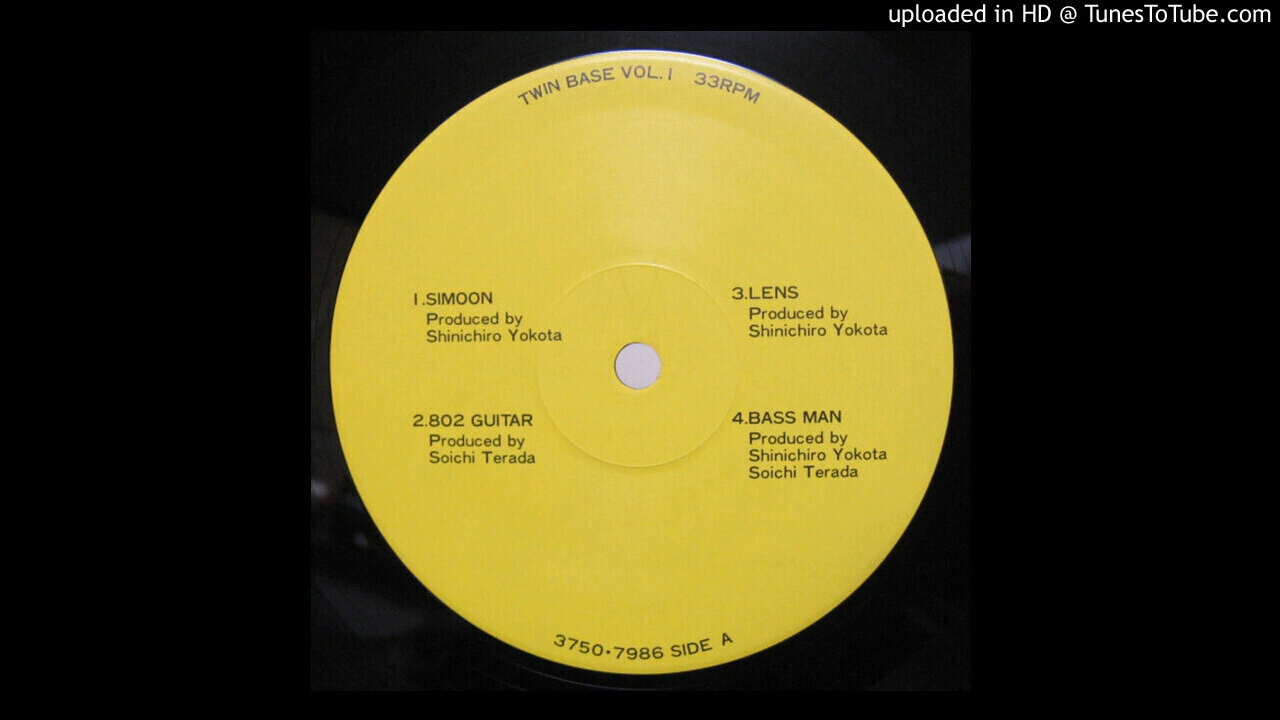 uploaded in HD @ TunesToTube.com
TWIN BASE VOL.1 33RPM
1.SIMOON
Produced by
Shinichiro Yokota
2.802 GUITAR
Produced by
Soichi Terada
3.LENS
Produced by
Shinichiro Yokota
4.BASS MAN
Produced by
Shinichiro Yokota
Soichi Terada
3750·7986 SIDE A